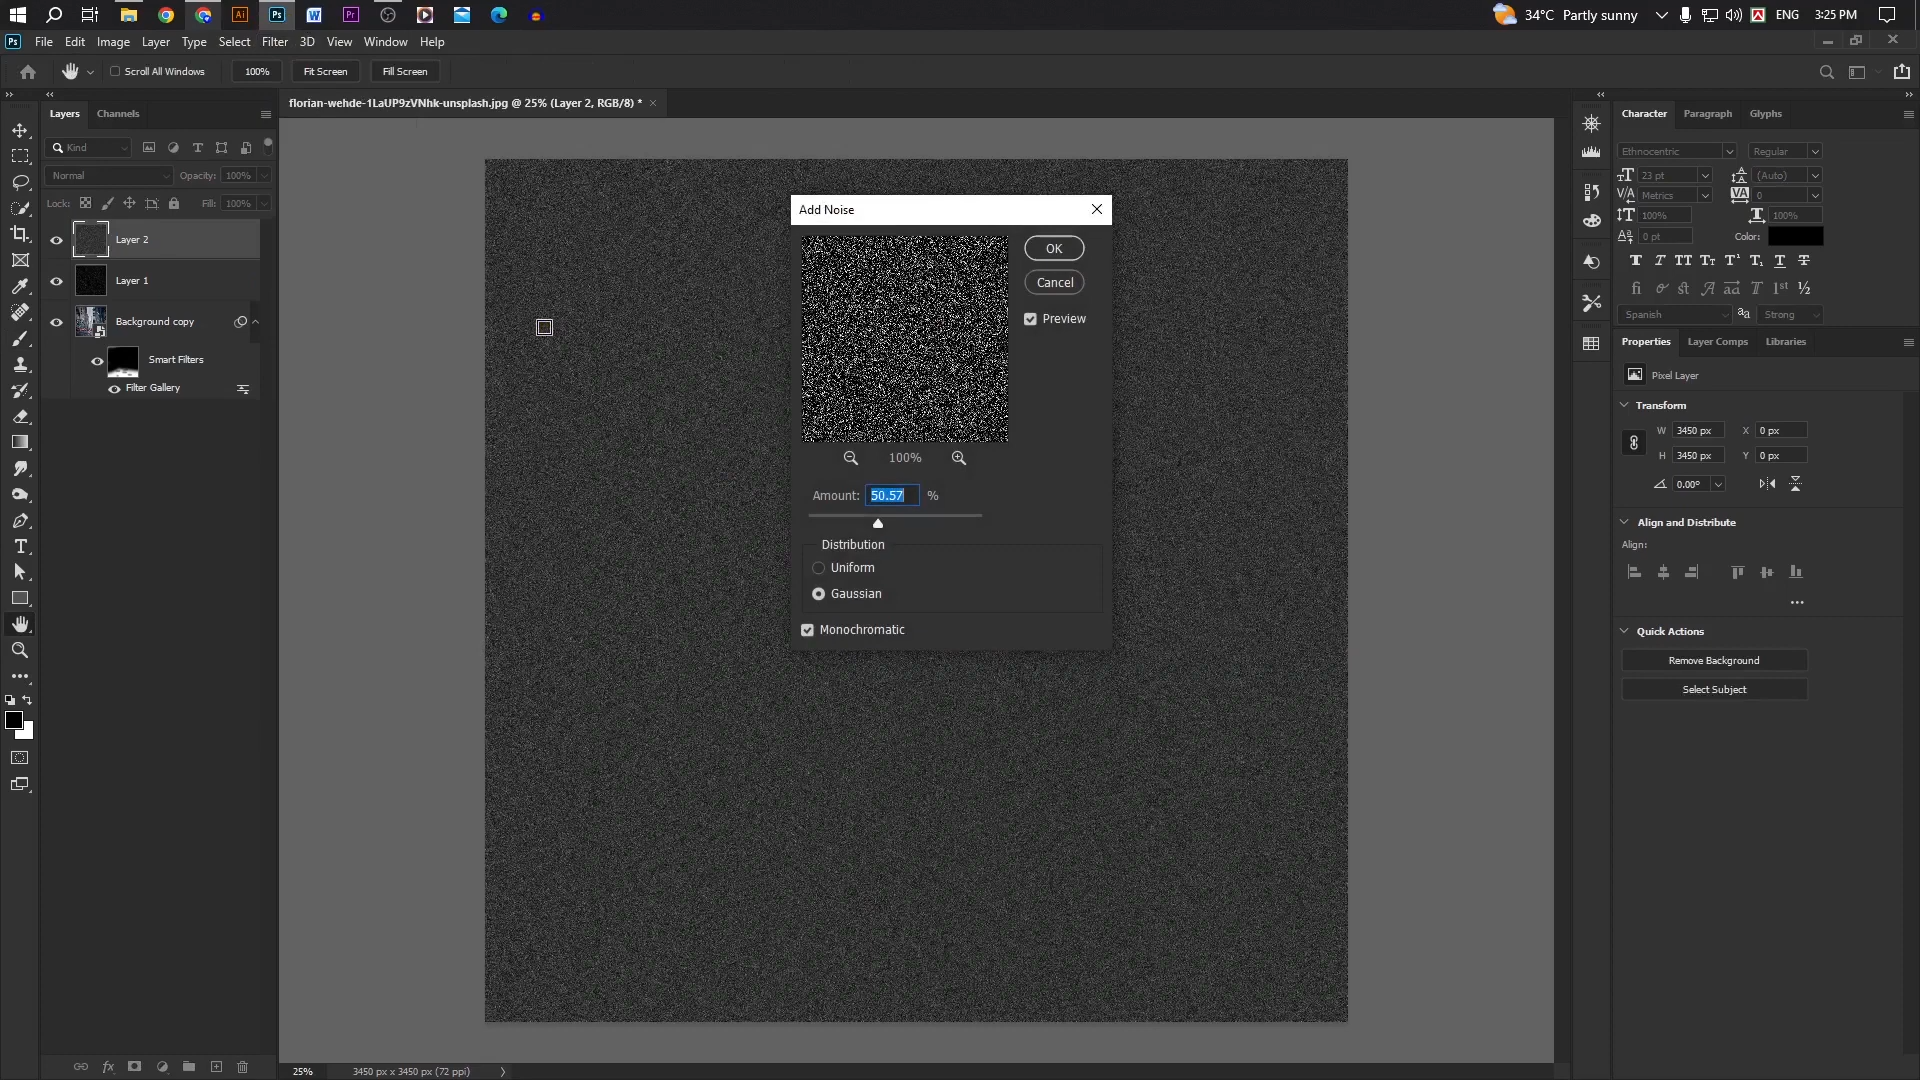 34°C Partly sunny
ENG
3:25 PM
Ps
File Edit Image Layer Type Select Filter 3D View Window Help
Scroll All Windows
100%
Fit Screen
Fill Screen
Layers
Channels
florian-wehde-1LaUP9zVNhk-unsplash.jpg @ 25% (Layer 2, RGB/8) *
Kind
Normal
Opacity: 100%
Lock:
Fill: 100%
Layer 2
Layer 1
Background copy
Smart Filters
Filter Gallery
Add Noise
OK
Cancel
Preview
100%
Amount: 50.57 %
Distribution
Uniform
Gaussian
Monochromatic
Character
Paragraph
Glyphs
Ethnocentric
Regular
23 pt
(Auto)
Metrics
0
100%
100%
0 pt
Color:
Spanish
Strong
Properties
Layer Comps
Libraries
Pixel Layer
Transform
W 3450 px X 0 px
H 3450 px Y 0 px
0.00°
Align and Distribute
Align:
Quick Actions
Remove Background
Select Subject
25%
3450 px x 3450 px (72 ppi)